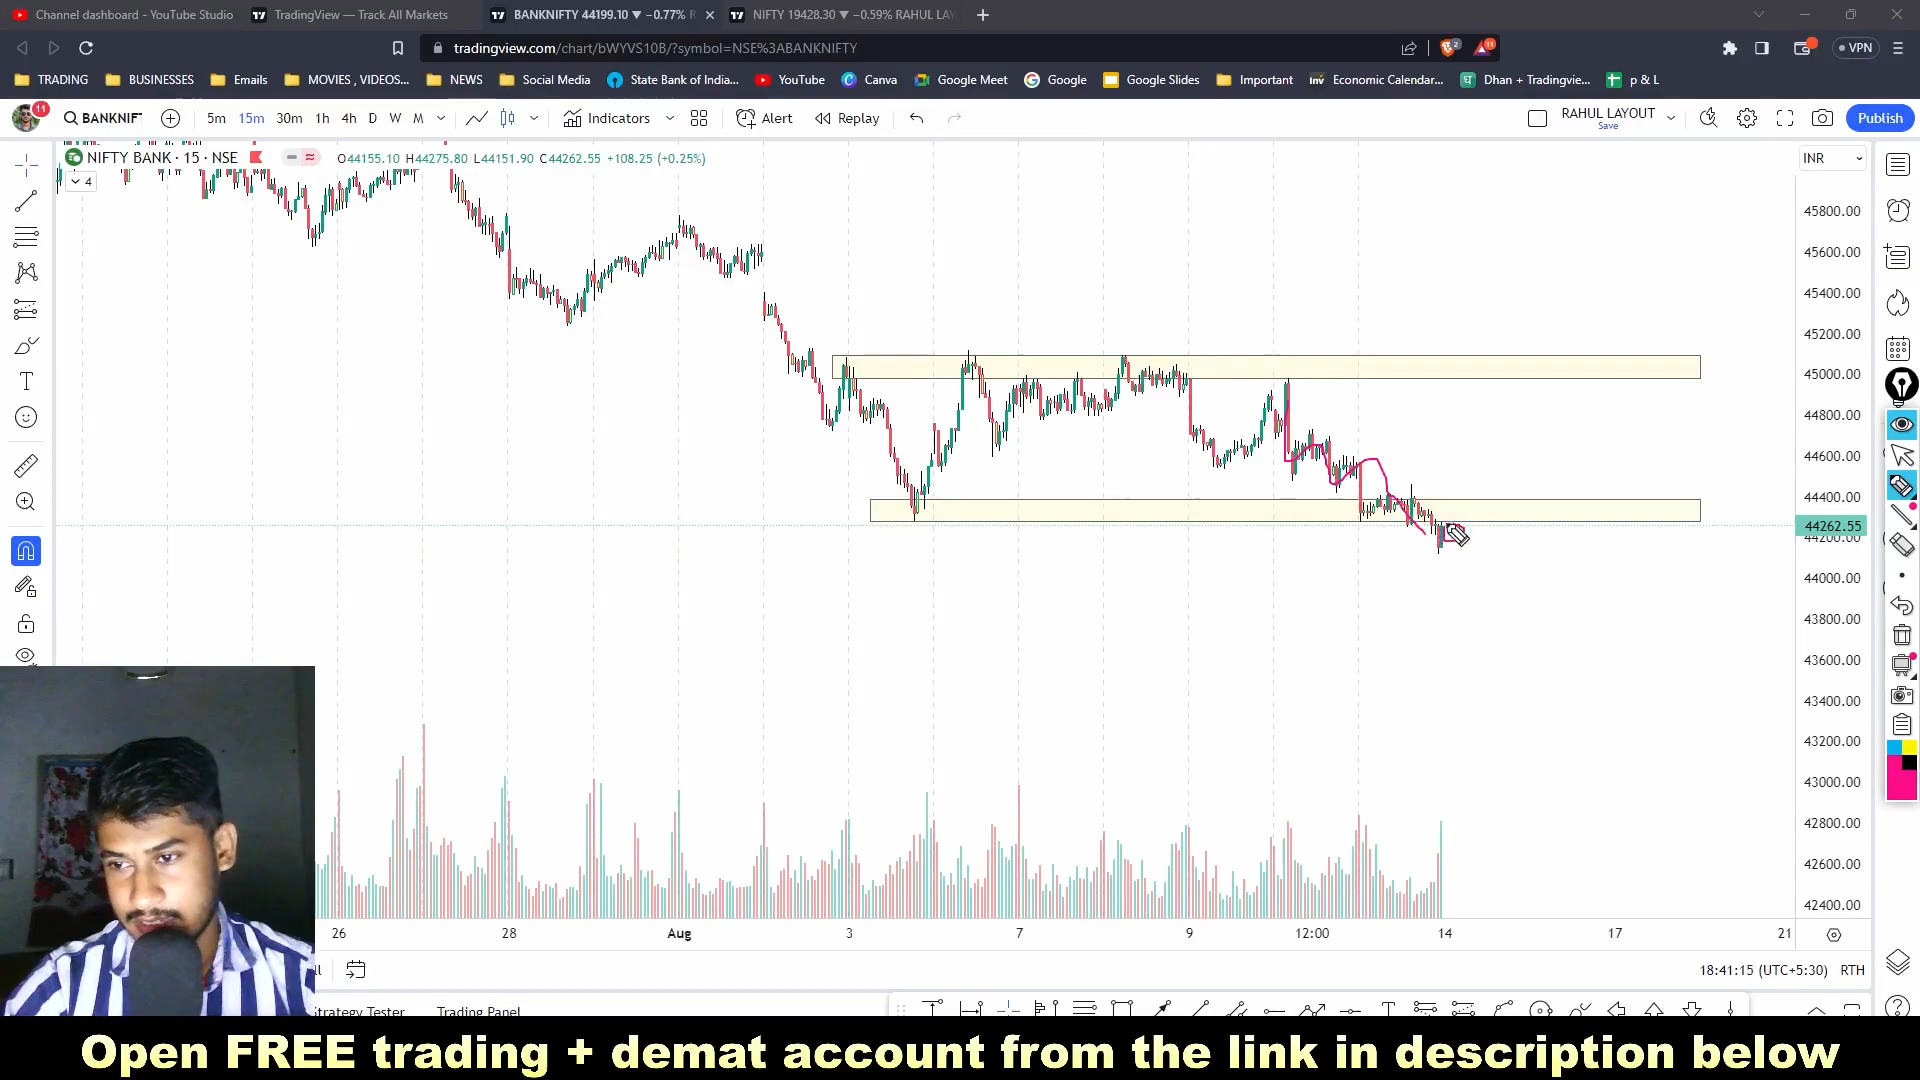 Channel dashboard - YouTube Studio
TradingView — Track All Markets
BANKNIFTY 44199.10 ▼ −0.77% R
NIFTY 19428.30 ▼ −0.59% RAHUL LAY
tradingview.com/chart/bWYVS10B/?symbol=NSE%3ABANKNIFTY
2
11
VPN
TRADING
BUSINESSES
Emails
MOVIES , VIDEOS...
NEWS
Social Media
State Bank of India...
YouTube
Canva
Google Meet
Google
Google Slides
Important
Economic Calendar...
Dhan + Tradingvie...
p & L
11
BANKNIFT
5m 15m 30m 1h 4h D W M
Indicators
Alert
Replay
RAHUL LAYOUT
Save
Publish
NIFTY BANK · 15 · NSE
O44155.10 H44275.80 L44151.90 C44262.55 +108.25 (+0.25%)
4
INR
45800.00
45600.00
45400.00
45200.00
45000.00
44800.00
44600.00
44400.00
44262.55
44200.00
44000.00
43800.00
43600.00
43400.00
43200.00
43000.00
42800.00
42600.00
42400.00
26 28 Aug 3 7 9 12:00 14 17 21
18:41:15 (UTC+5:30) RTH
Strategy Tester
Trading Panel
Open FREE trading + demat account from the link in description below